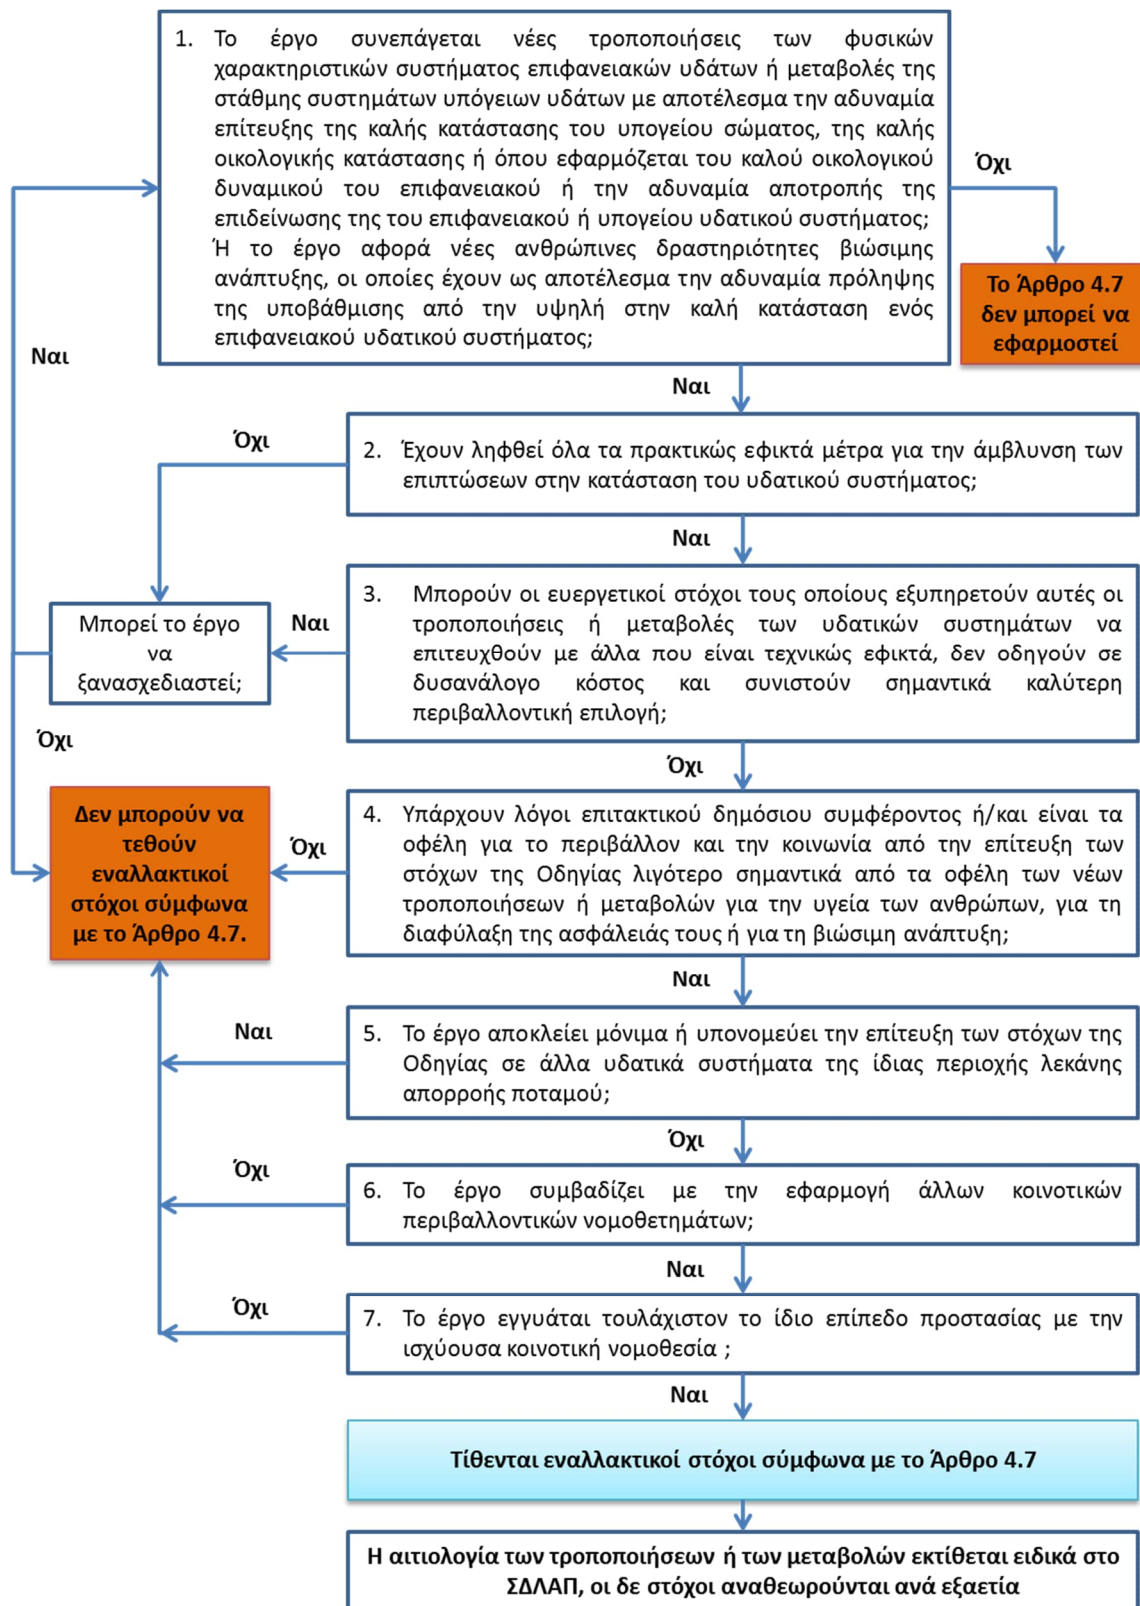 1. Το έργο συνεπάγεται νέες τροποποιήσεις των φυσικών
χαρακτηριστικών συστήματος επιφανειακών υδάτων ή μεταβολές της
στάθμης συστημάτων υπόγειων υδάτων με αποτέλεσμα την αδυναμία
επίτευξης της καλής κατάστασης του υπογείου σώματος, της καλής
οικολογικής κατάστασης ή όπου εφαρμόζεται του καλού οικολογικού
δυναμικού του επιφανειακού ή την αδυναμία αποτροπής της
επιδείνωσης της του επιφανειακού ή υπογείου υδατικού συστήματος;
Ή το έργο αφορά νέες ανθρώπινες δραστηριότητες βιώσιμης
ανάπτυξης, οι οποίες έχουν ως αποτέλεσμα την αδυναμία πρόληψης
της υποβάθμισης από την υψηλή στην καλή κατάσταση ενός
επιφανειακού υδατικού συστήματος;
Όχι
Το Άρθρο 4.7
δεν μπορεί να
εφαρμοστεί
Ναι
Ναι
Όχι
2. Έχουν ληφθεί όλα τα πρακτικώς εφικτά μέτρα για την άμβλυνση των
επιπτώσεων στην κατάσταση του υδατικού συστήματος;
Ναι
3. Μπορούν οι ευεργετικοί στόχοι τους οποίους εξυπηρετούν αυτές οι
τροποποιήσεις ή μεταβολές των υδατικών συστημάτων να
επιτευχθούν με άλλα που είναι τεχνικώς εφικτά, δεν οδηγούν σε
δυσανάλογο κόστος και συνιστούν σημαντικά καλύτερη
περιβαλλοντική επιλογή;
Ναι
Μπορεί το έργο
να
ξανασχεδιαστεί;
Όχι
Όχι
4. Υπάρχουν λόγοι επιτακτικού δημόσιου συμφέροντος ή/και είναι τα
οφέλη για το περιβάλλον και την κοινωνία από την επίτευξη των
στόχων της Οδηγίας λιγότερο σημαντικά από τα οφέλη των νέων
τροποποιήσεων ή μεταβολών για την υγεία των ανθρώπων, για τη
διαφύλαξη της ασφάλειάς τους ή για τη βιώσιμη ανάπτυξη;
Όχι
Δεν μπορούν να
τεθούν
εναλλακτικοί
στόχοι σύμφωνα
με το Άρθρο 4.7.
Ναι
5. Το έργο αποκλείει μόνιμα ή υπονομεύει την επίτευξη των στόχων της
Οδηγίας σε άλλα υδατικά συστήματα της ίδιας περιοχής λεκάνης
απορροής ποταμού;
Ναι
Όχι
6. Το έργο συμβαδίζει με την εφαρμογή άλλων κοινοτικών
περιβαλλοντικών νομοθετημάτων;
Όχι
Ναι
7. Το έργο εγγυάται τουλάχιστον το ίδιο επίπεδο προστασίας με την
ισχύουσα κοινοτική νομοθεσία ;
Όχι
Ναι
Τίθενται εναλλακτικοί στόχοι σύμφωνα με το Άρθρο 4.7
Η αιτιολογία των τροποποιήσεων ή των μεταβολών εκτίθεται ειδικά στο
ΣΔΛΑΠ, οι δε στόχοι αναθεωρούνται ανά εξαετία